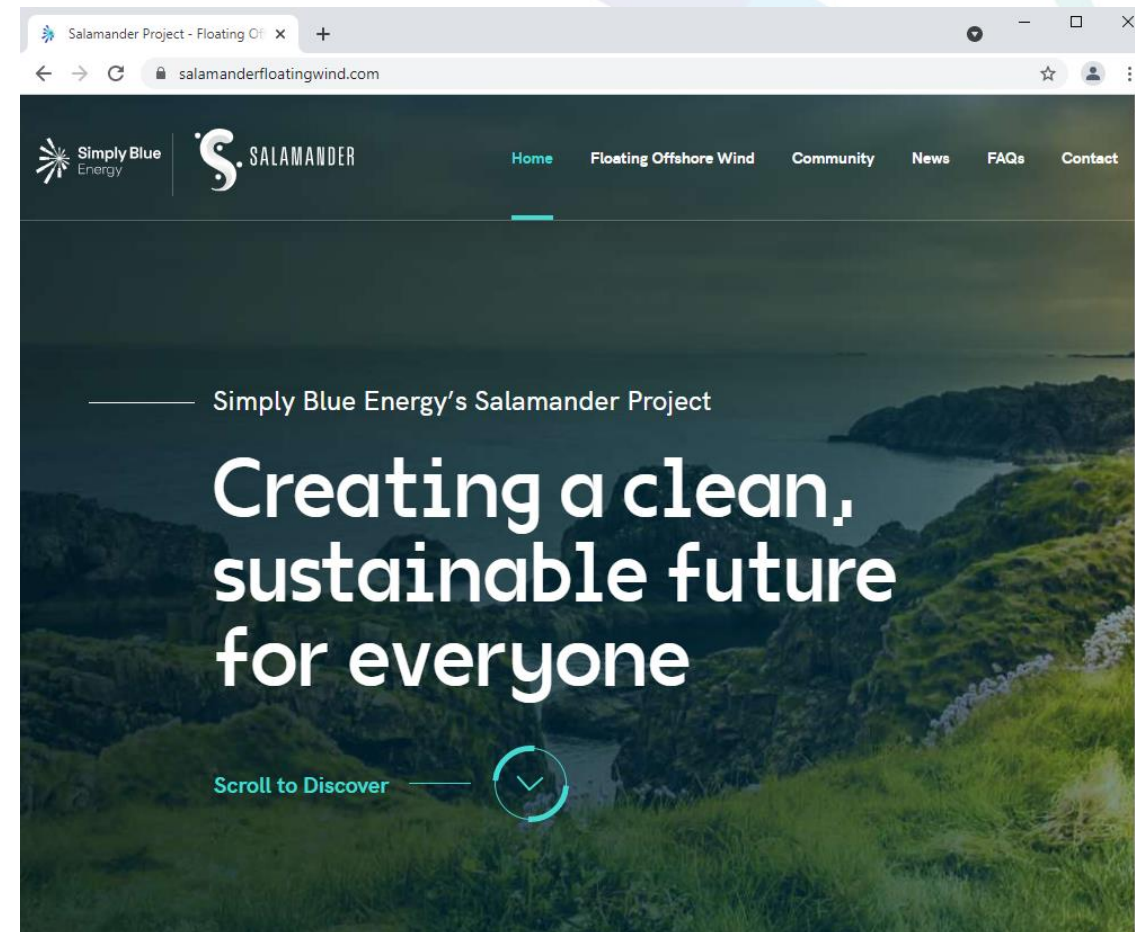 Salamander Project - Floating Of
salamanderfloatingwind.com
Simply Blue
Energy
SALAMANDER
Home Floating Offshore Wind Community News FAQs Contact
Simply Blue Energy’s Salamander Project
Creating a clean,
sustainable future
for everyone
Scroll to Discover